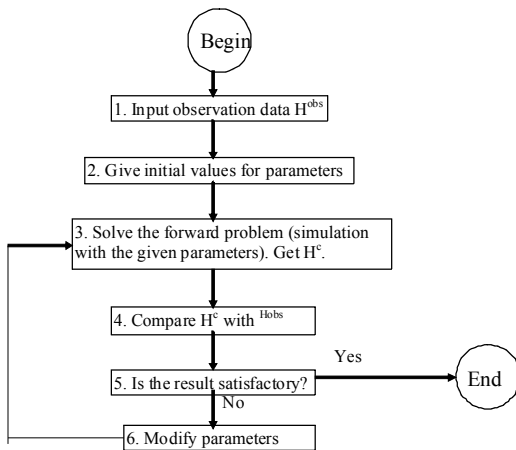 Begin
1. Input observation data H^obs
2. Give initial values for parameters
3. Solve the forward problem (simulation
with the given parameters). Get H^c.
4. Compare H^c with ^Hobs
Yes
5. Is the result satisfactory?
End
No
6. Modify parameters